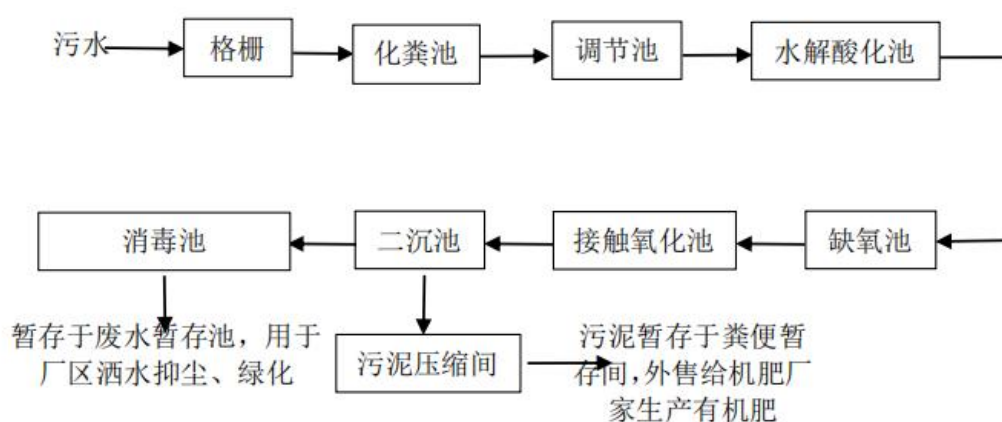 污水
格栅
化粪池
调节池
水解酸化池
消毒池
二沉池
接触氧化池
缺氧池
暂存于废水暂存池，用于
厂区洒水抑尘、绿化
污泥压缩间
污泥暂存于粪便暂
存间，外售给机肥厂
家生产有机肥